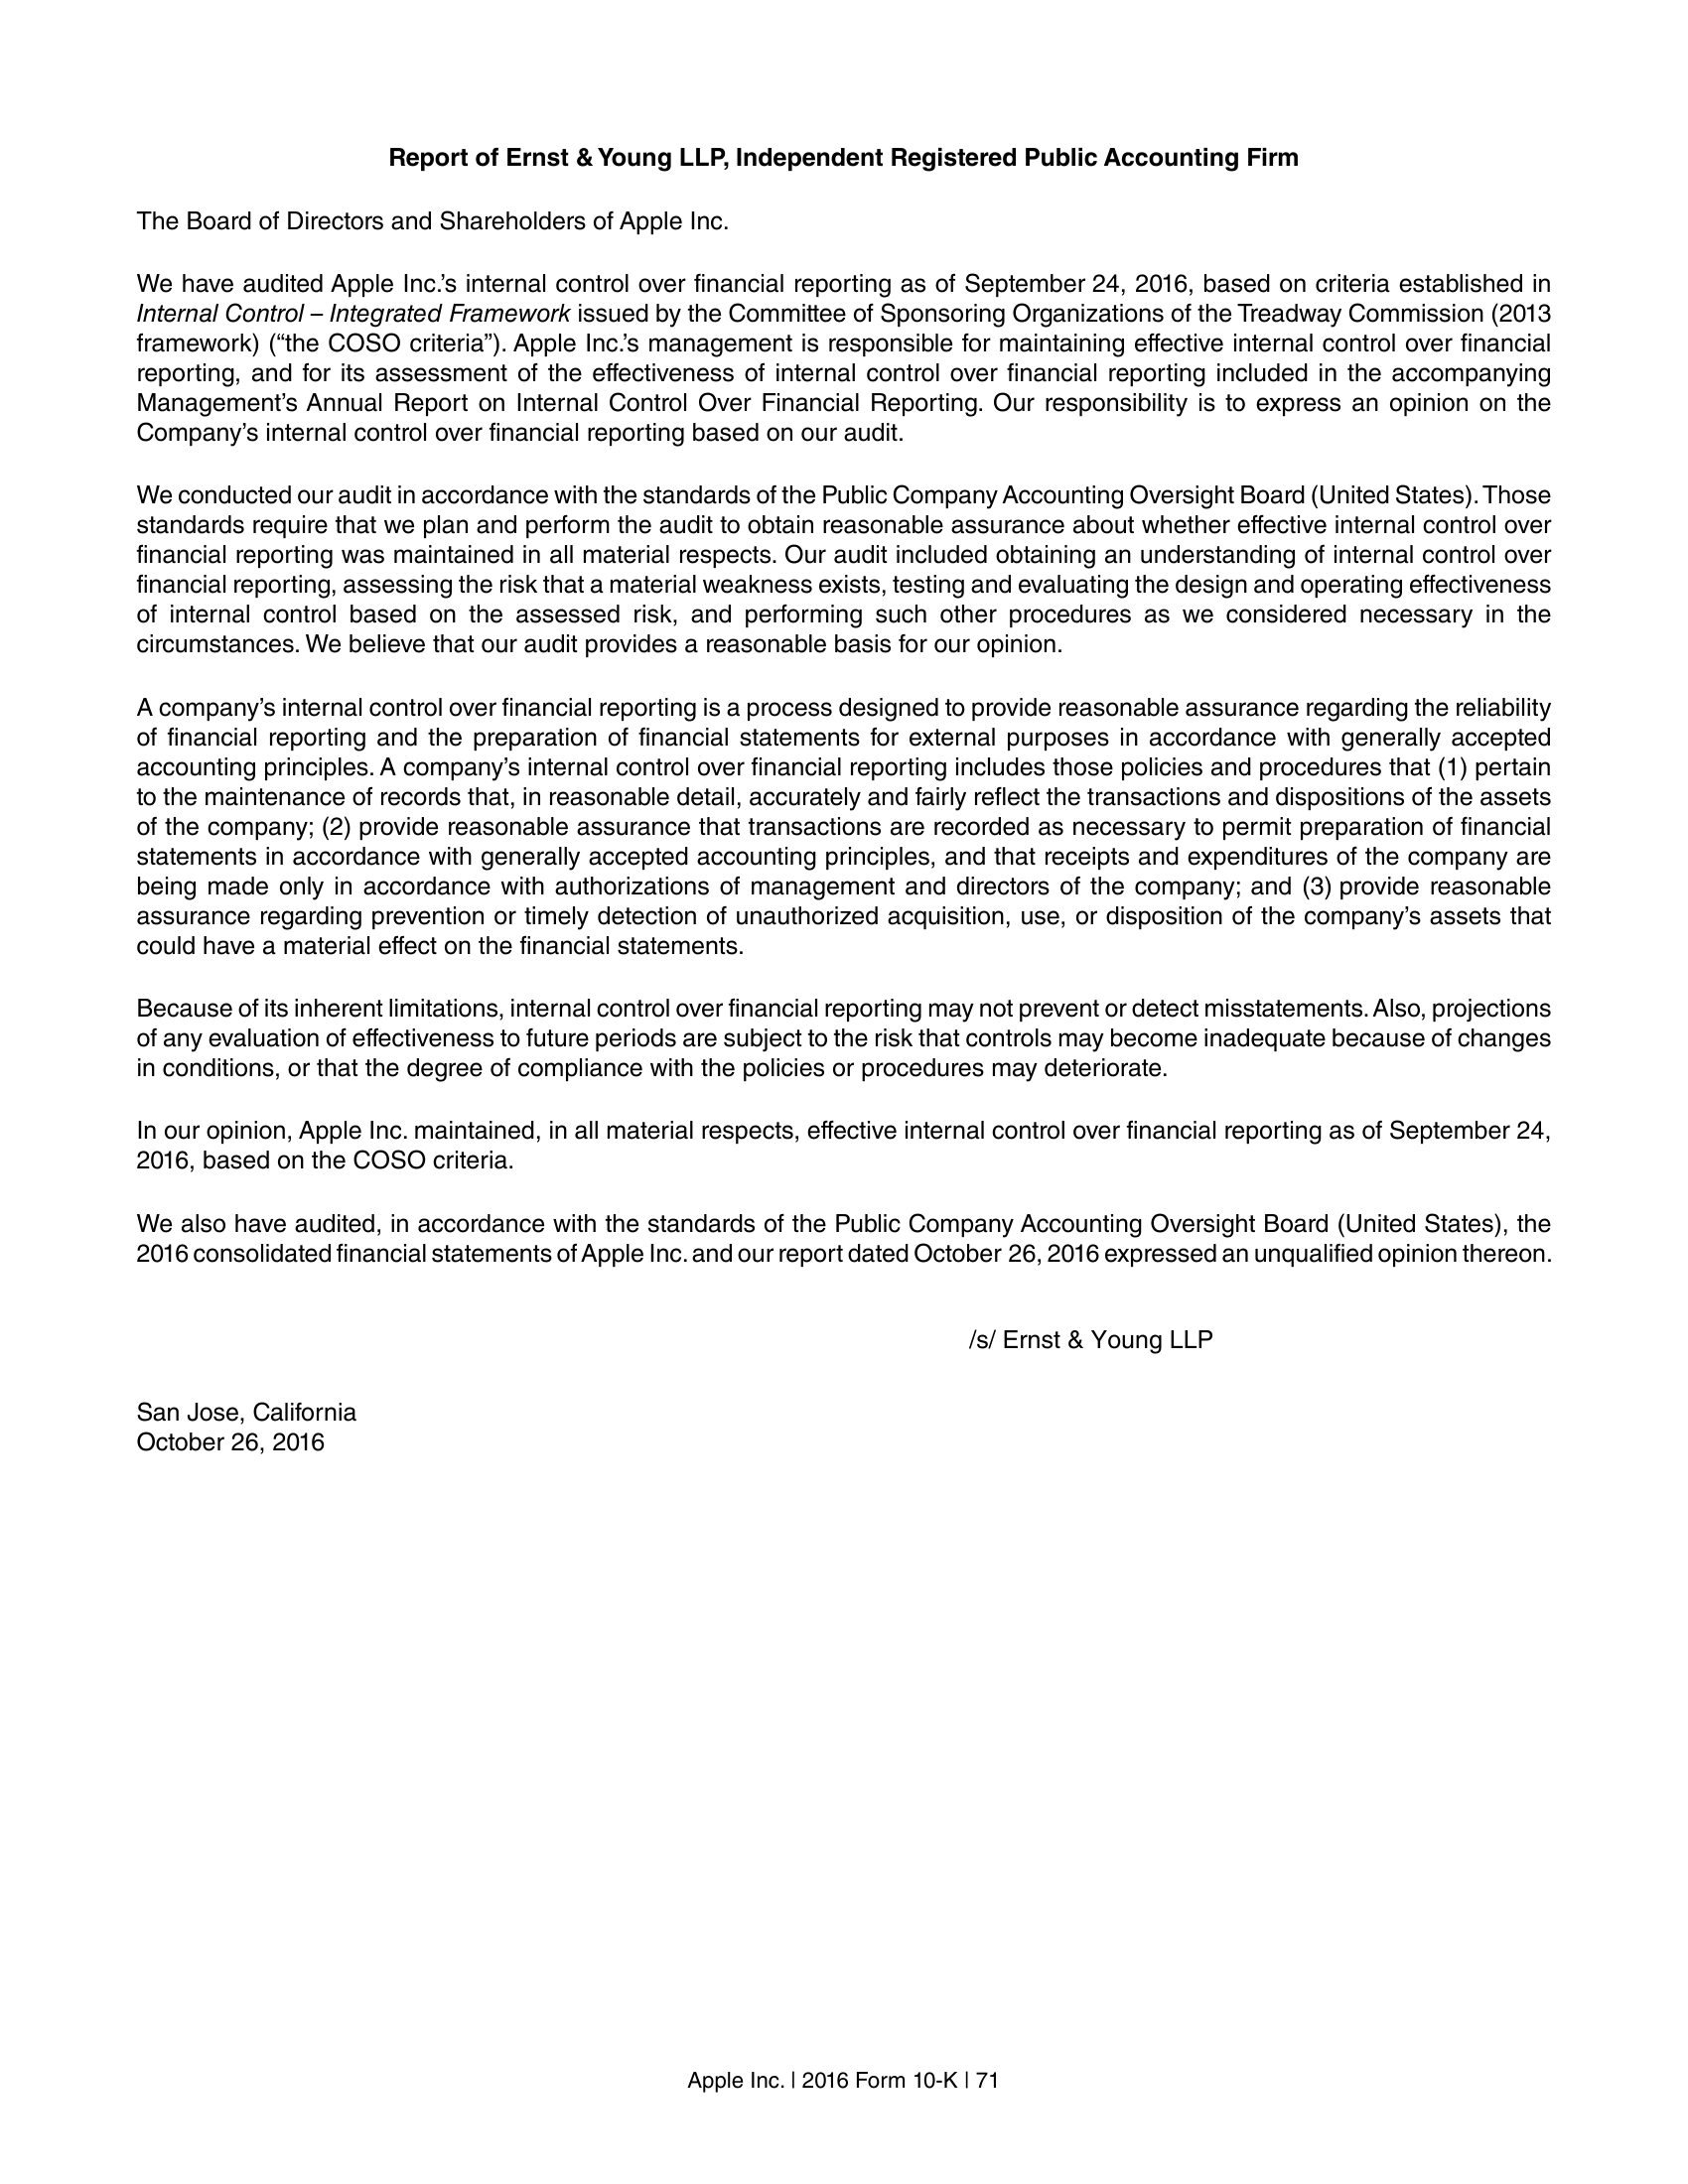 Report of Ernst & Young LLP, Independent Registered Public Accounting Firm
The Board of Directors and Shareholders of Apple Inc.
We have audited Apple Inc.’s internal control over financial reporting as of September 24, 2016, based on criteria established in
Internal Control – Integrated Framework issued by the Committee of Sponsoring Organizations of the Treadway Commission (2013
framework) (“the COSO criteria”). Apple Inc.’s management is responsible for maintaining effective internal control over financial
reporting, and for its assessment of the effectiveness of internal control over financial reporting included in the accompanying
Management’s Annual Report on Internal Control Over Financial Reporting. Our responsibility is to express an opinion on the
Company’s internal control over financial reporting based on our audit.
We conducted our audit in accordance with the standards of the Public Company Accounting Oversight Board (United States). Those
standards require that we plan and perform the audit to obtain reasonable assurance about whether effective internal control over
financial reporting was maintained in all material respects. Our audit included obtaining an understanding of internal control over
financial reporting, assessing the risk that a material weakness exists, testing and evaluating the design and operating effectiveness
of internal control based on the assessed risk, and performing such other procedures as we considered necessary in the
circumstances. We believe that our audit provides a reasonable basis for our opinion.
A company’s internal control over financial reporting is a process designed to provide reasonable assurance regarding the reliability
of financial reporting and the preparation of financial statements for external purposes in accordance with generally accepted
accounting principles. A company’s internal control over financial reporting includes those policies and procedures that (1) pertain
to the maintenance of records that, in reasonable detail, accurately and fairly reflect the transactions and dispositions of the assets
of the company; (2) provide reasonable assurance that transactions are recorded as necessary to permit preparation of financial
statements in accordance with generally accepted accounting principles, and that receipts and expenditures of the company are
being made only in accordance with authorizations of management and directors of the company; and (3) provide reasonable
assurance regarding prevention or timely detection of unauthorized acquisition, use, or disposition of the company’s assets that
could have a material effect on the financial statements.
Because of its inherent limitations, internal control over financial reporting may not prevent or detect misstatements. Also, projections
of any evaluation of effectiveness to future periods are subject to the risk that controls may become inadequate because of changes
in conditions, or that the degree of compliance with the policies or procedures may deteriorate.
In our opinion, Apple Inc. maintained, in all material respects, effective internal control over financial reporting as of September 24,
2016, based on the COSO criteria.
We also have audited, in accordance with the standards of the Public Company Accounting Oversight Board (United States), the
2016 consolidated financial statements of Apple Inc. and our report dated October 26, 2016 expressed an unqualified opinion thereon.
/s/ Ernst & Young LLP
San Jose, California
October 26, 2016
Apple Inc. | 2016 Form 10-K | 71